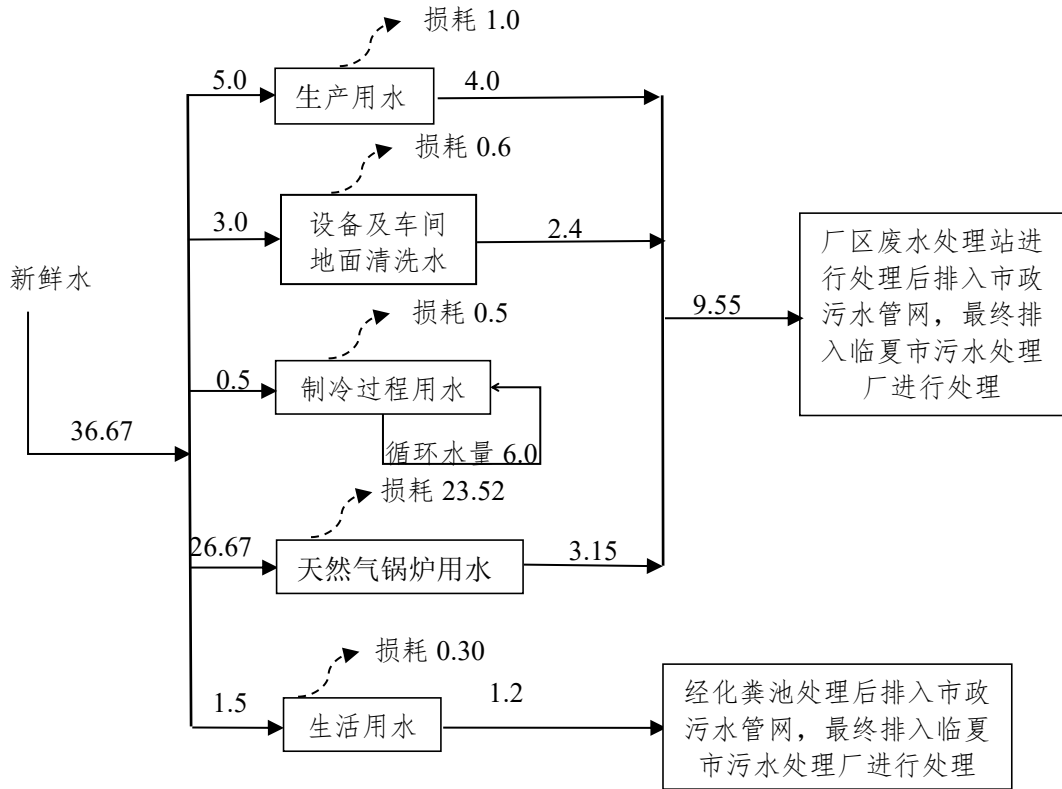 损耗 1.0
5.0
生产用水
4.0
损耗 0.6
3.0
设备及车间
地面清洗水
2.4
厂区废水处理站进
行处理后排入市政
污水管网，最终排
入临夏市污水处理
厂进行处理
新鲜水
36.67
9.55
损耗 0.5
0.5
制冷过程用水
循环水量 6.0
损耗 23.52
26.67
天然气锅炉用水
3.15
损耗 0.30
1.5
生活用水
1.2
经化粪池处理后排入市政
污水管网，最终排入临夏
市污水处理厂进行处理